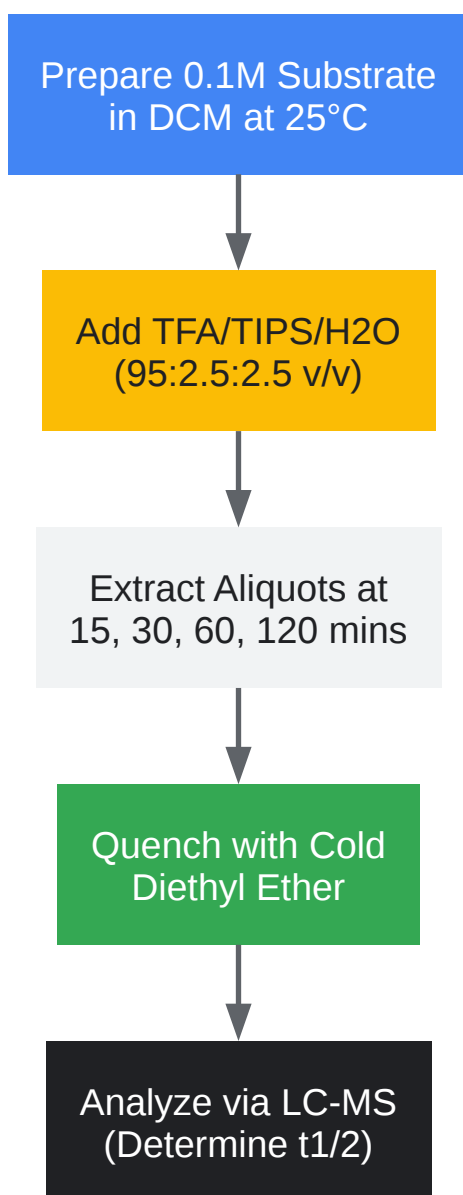 Prepare 0.1M Substrate
in DCM at 25°C
Add TFA/TIPS/H2O
(95:2.5:2.5 v/v)
Extract Aliquots at
15, 30, 60, 120 mins
Quench with Cold
Diethyl Ether
Analyze via LC-MS
(Determine t1/2)